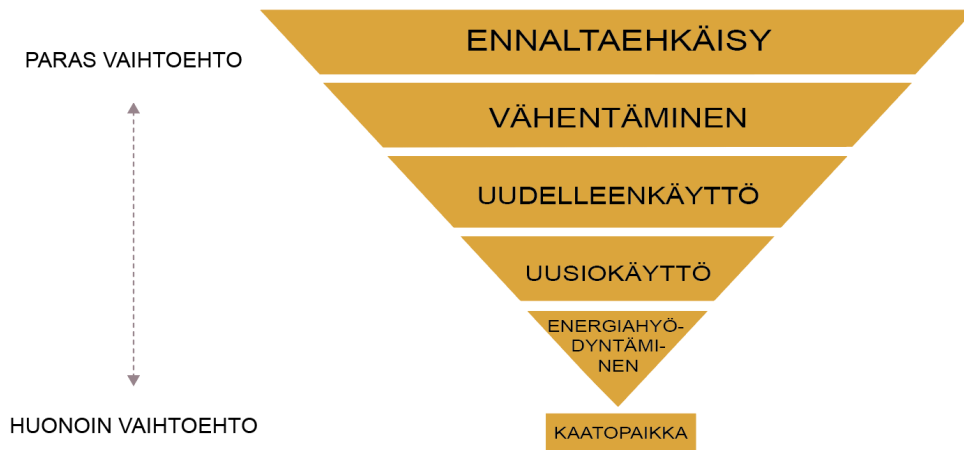 ENNALTAEHKÄISY
PARAS VAIHTOEHTO
VÄHENTÄMINEN
UUDELLEENKÄYTTÖ
UUSIOKÄYTTÖ
ENERGIAHYÖ-
DYNTÄMI-
NEN
HUONOIN VAIHTOEHTO
KAATOPAIKKA